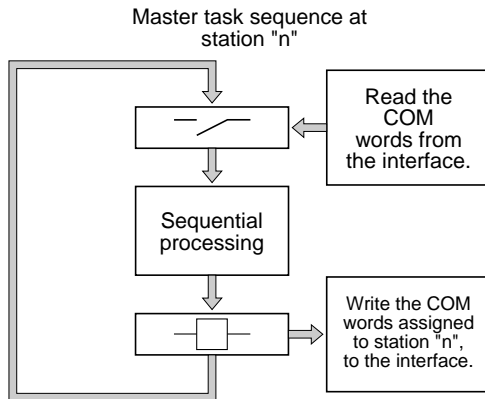 Master task sequence at
station "n"
Read the
COM
words from
the interface.
Sequential
processing
Write the COM
words assigned
to station "n",
to the interface.